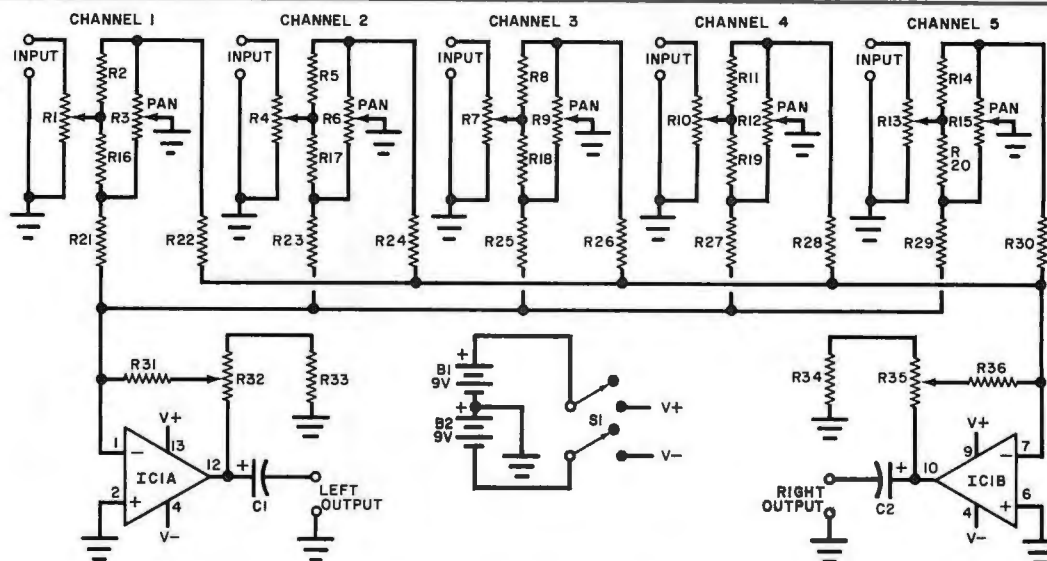 CHANNEL 1 CHANNEL 2 CHANNEL 3 CHANNEL 4 CHANNEL 5
INPUT INPUT INPUT INPUT INPUT
R2 R5 R8 R11 R14
PAN PAN PAN PAN PAN
R1 R3 R4 R6 R7 R9 R10 R12 R13 R15
R16 R17 R18 R19 R
20
R21 R22 R23 R24 R25 R26 R27 R28 R29 R30
R31 R32 R33
+
B1
9V
+
B2
9V
S1
V+
V-
R34 R35 R36
V+
1 - 13
IC1A 12 + C1
2 + 4
V-
LEFT
OUTPUT
V+
9 - 7
RIGHT
OUTPUT
C2 + 10 IC1B
4 + 6
V-